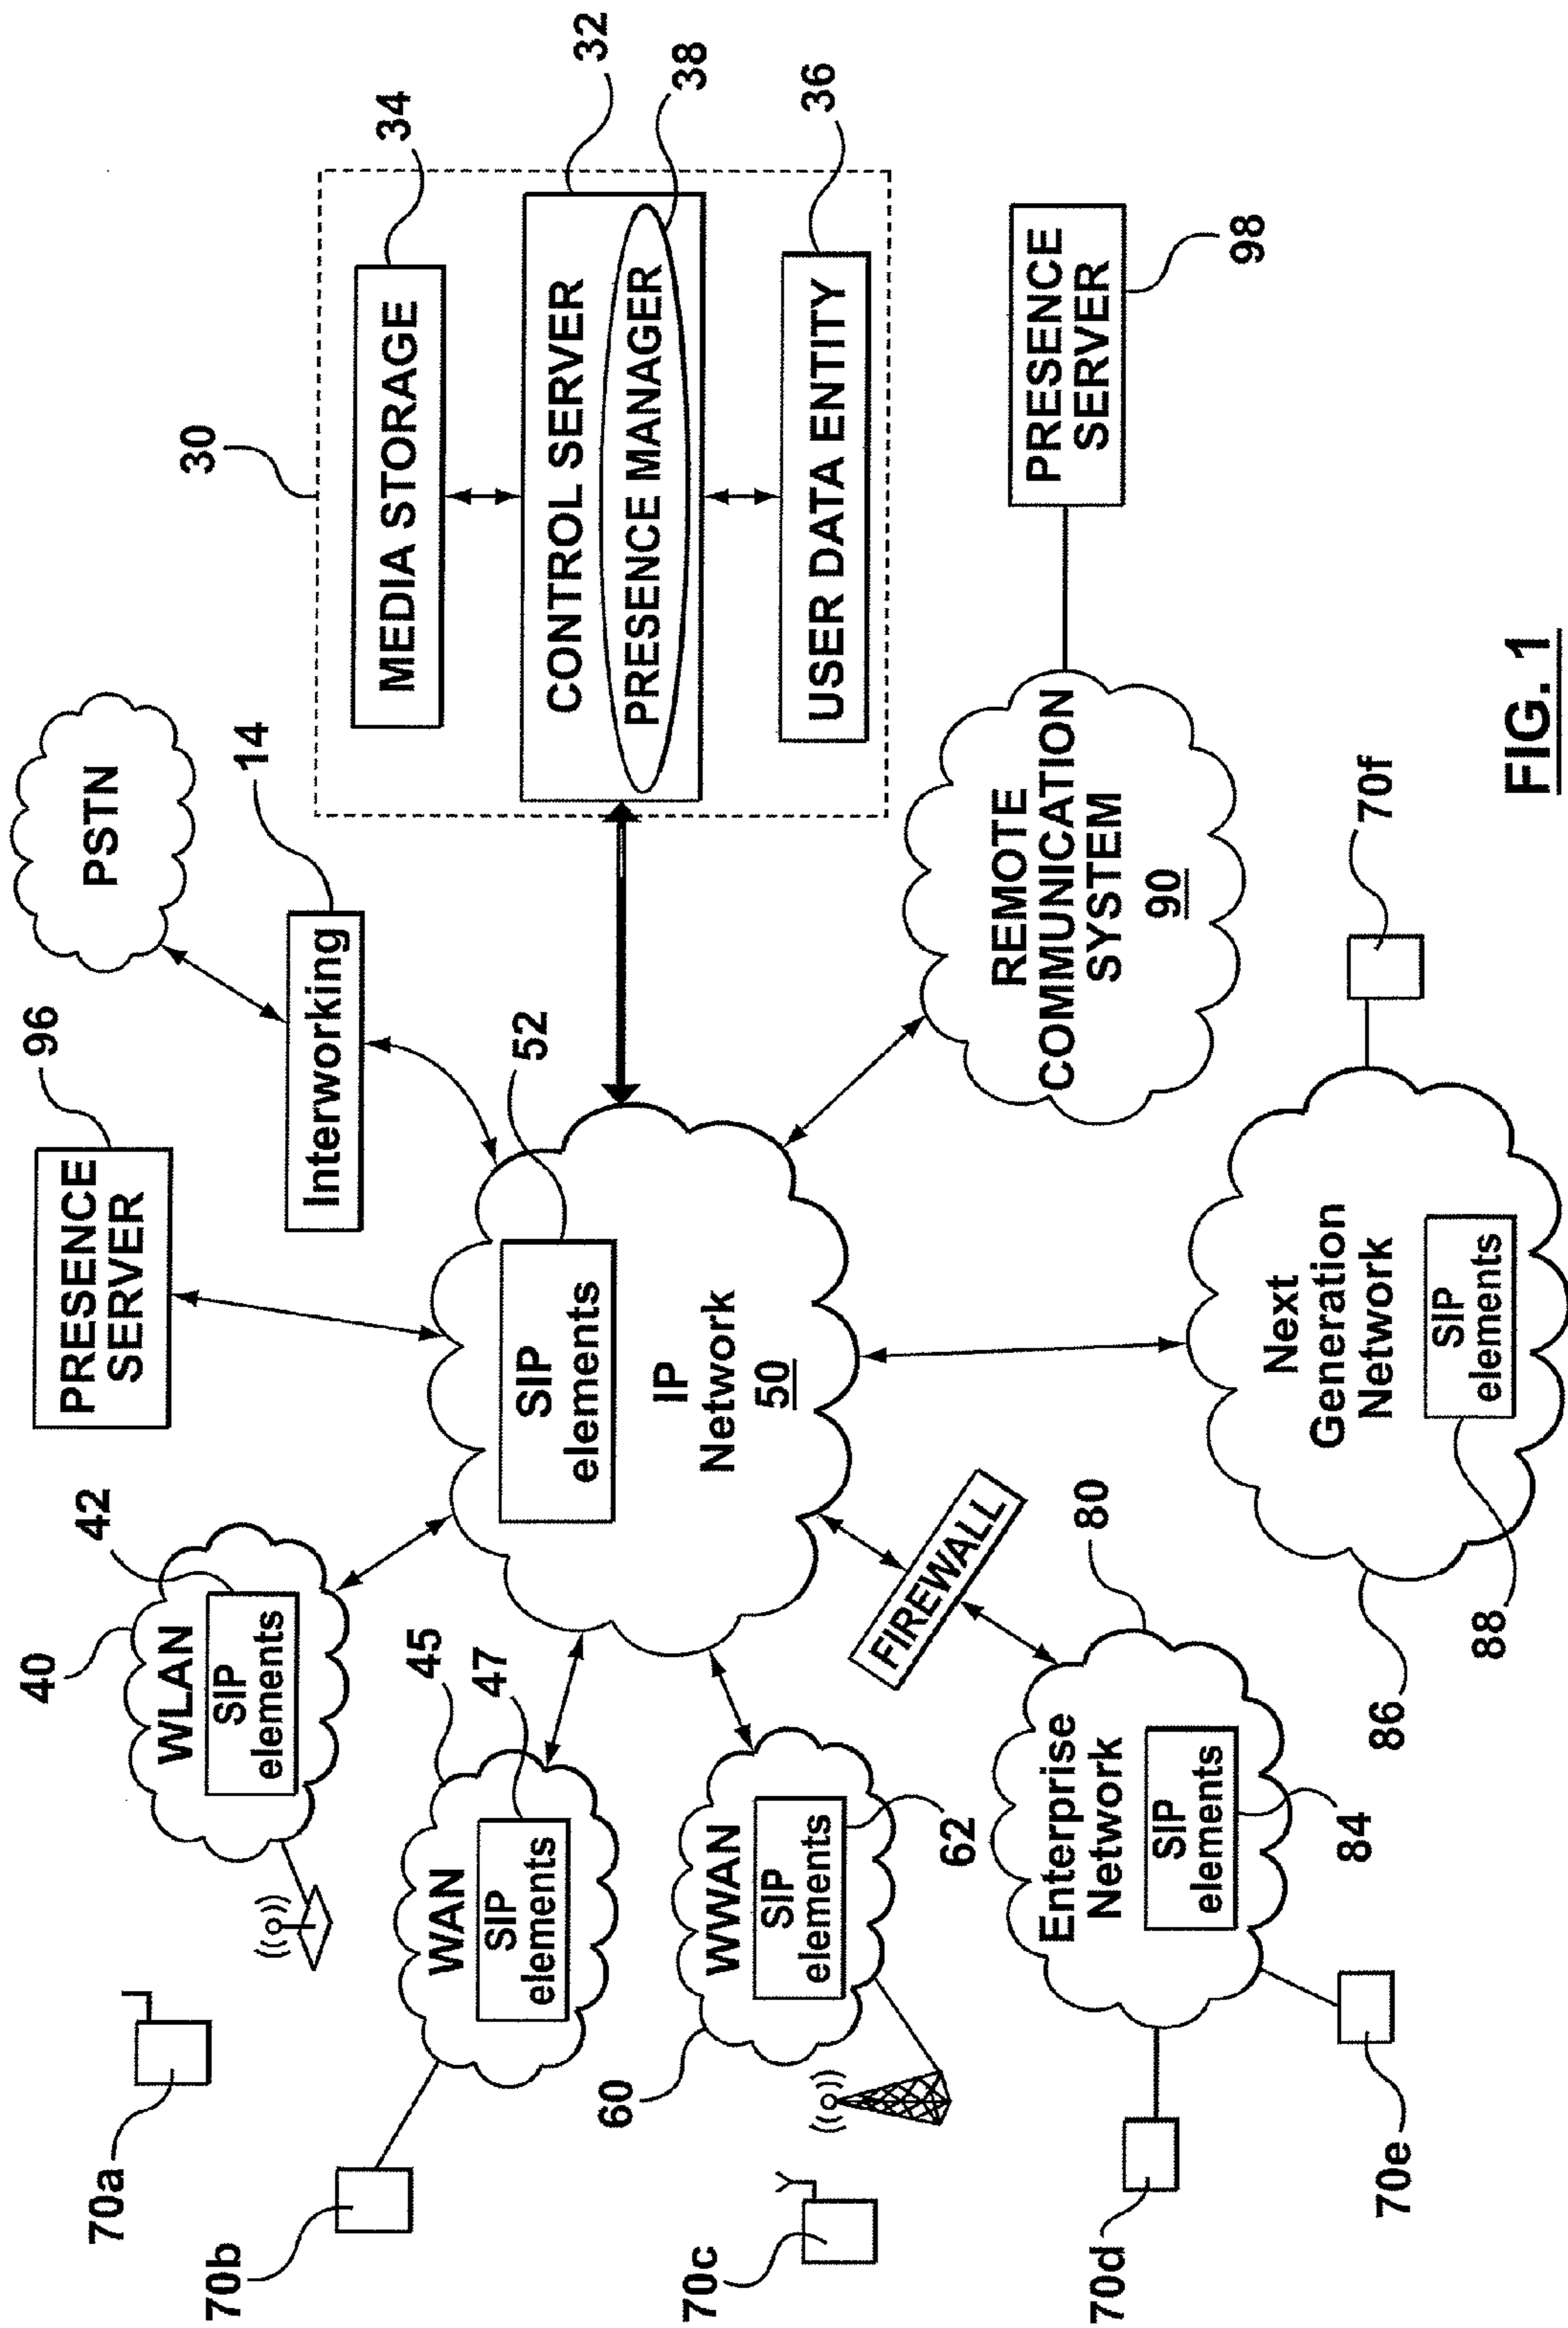 70a
40
42
WLAN
SIP
elements
96
PRESENCE
SERVER
PSTN
14
Interworking
30
34
MEDIA STORAGE
32
CONTROL SERVER
38
PRESENCE MANAGER
36
USER DATA ENTITY
70b
45
47
WAN
SIP
elements
52
SIP
elements
IP
Network
50
70c
60
WWAN
SIP
elements
62
FIREWALL
REMOTE
COMMUNICATION
SYSTEM
90
PRESENCE
SERVER
98
70d
70e
80
Enterprise
Network
SIP
elements
84
86
88
Next
Generation
Network
SIP
elements
70f
FIG. 1